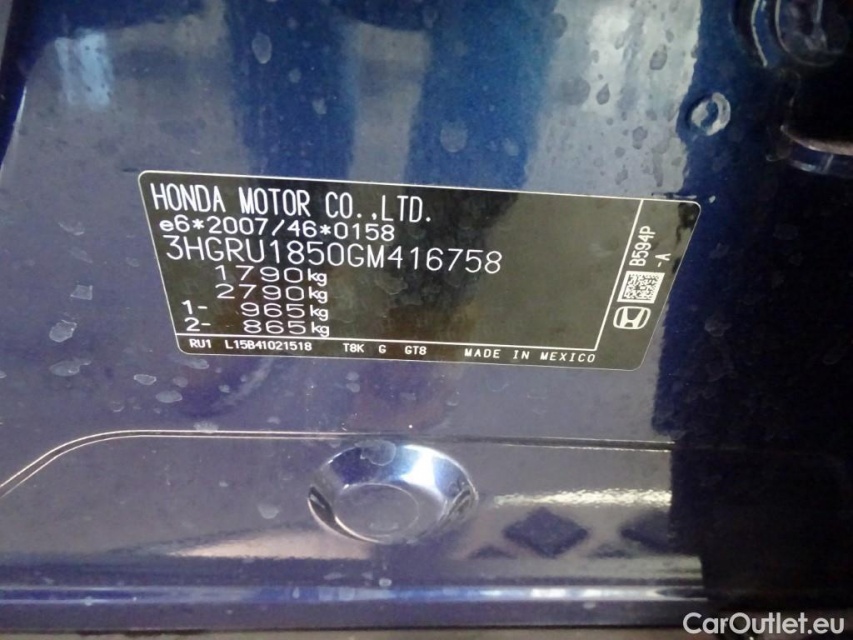 HONDA MOTOR CO.,LTD.
e6*2007/46*0158
3HGRU1850GM416758
1790kg
2790kg
1- 965kg
2- 865kg
RU1 L15B41021518 T8K G GT8 MADE IN MEXICO
B594P
-A
CarOutlet.eu